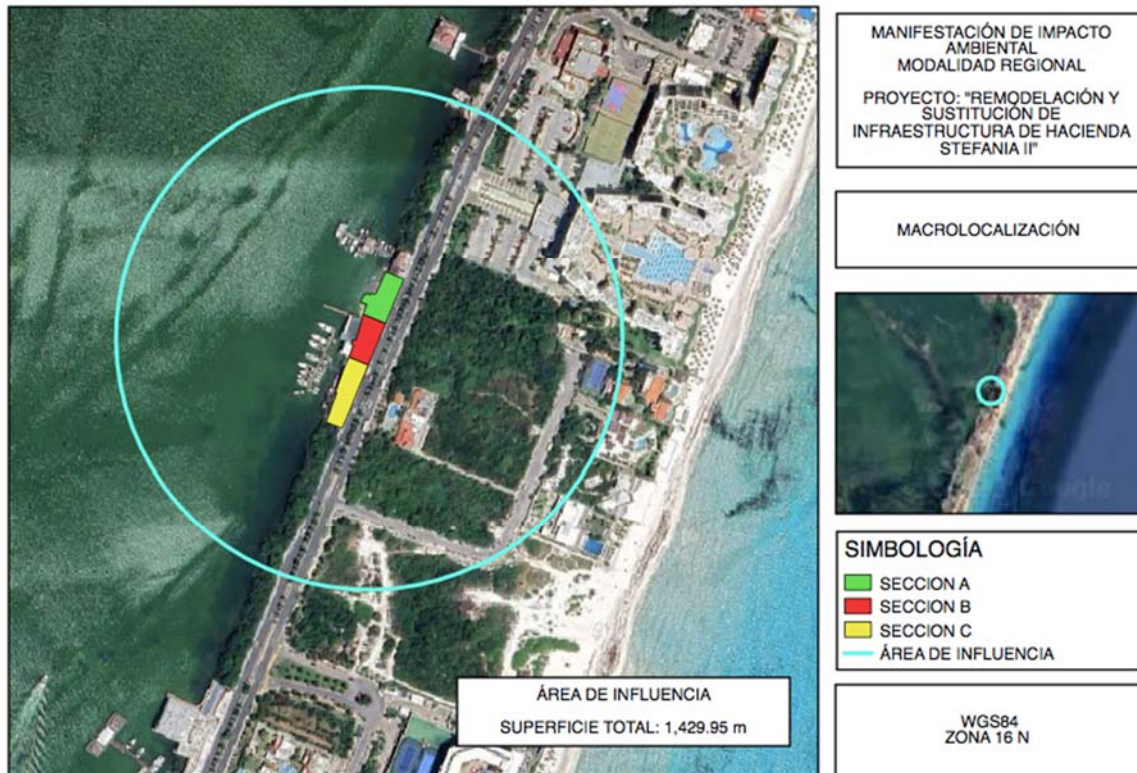 MANIFESTACIÓN DE IMPACTO
AMBIENTAL
MODALIDAD REGIONAL
PROYECTO: "REMODELACIÓN Y
SUSTITUCIÓN DE
INFRAESTRUCTURA DE HACIENDA
STEFANIA II"
MACROLOCALIZACIÓN
SIMBOLOGÍA
SECCION A
SECCION B
SECCION C
ÁREA DE INFLUENCIA
ÁREA DE INFLUENCIA
SUPERFICIE TOTAL: 1,429.95 m
WGS84
ZONA 16 N